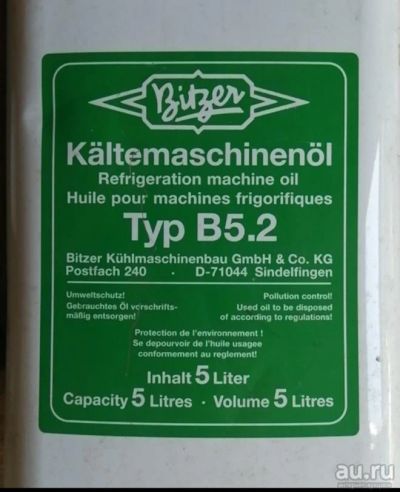 Bitzer
Kältemaschinenöl
Refrigeration machine oil
Huile pour machines frigorifiques
Typ B5.2
Bitzer Kühlmaschinenbau GmbH & Co. KG
Postfach 240 · D-71044 Sindelfingen
Umweltschutz!
Gebrauchtes Öl vorschrifts-
mäßig entsorgen!
Pollution control!
Used oil to be disposed
of according to regulations!
Protection de l'environnement !
Se depourvoir de l'huile usagee
conformement au reglement!
Inhalt 5 Liter
Capacity 5 Litres · Volume 5 Litres
au.ru